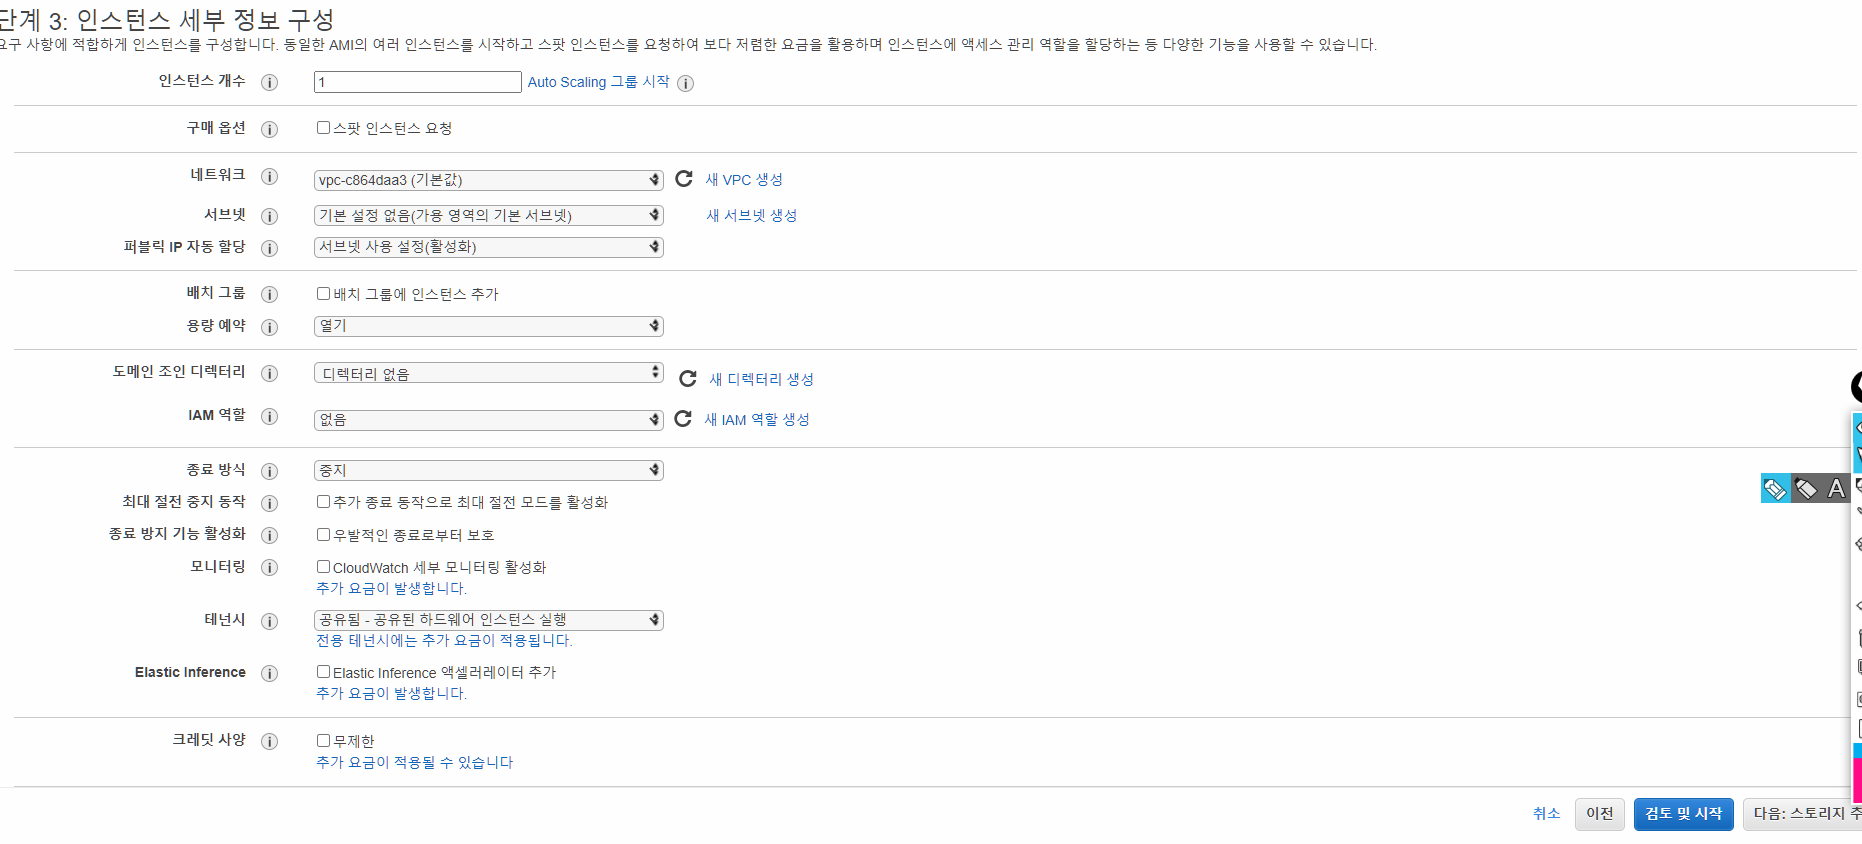 단계 3: 인스턴스 세부 정보 구성
요구 사항에 적합하게 인스턴스를 구성합니다. 동일한 AMI의 여러 인스턴스를 시작하고 스팟 인스턴스를 요청하여 보다 저렴한 요금을 활용하며 인스턴스에 액세스 관리 역할을 할당하는 등 다양한 기능을 사용할 수 있습니다.
인스턴스 개수 i 1 Auto Scaling 그룹 시작 i
구매 옵션 i 스팟 인스턴스 요청
네트워크 i vpc-c864daa3 (기본값) 새 VPC 생성
서브넷 i 기본 설정 없음(가용 영역의 기본 서브넷) 새 서브넷 생성
퍼블릭 IP 자동 할당 i 서브넷 사용 설정(활성화)
배치 그룹 i 배치 그룹에 인스턴스 추가
용량 예약 i 열기
도메인 조인 디렉터리 i 디렉터리 없음 새 디렉터리 생성
IAM 역할 i 없음 새 IAM 역할 생성
종료 방식 i 중지
최대 절전 중지 동작 i 추가 종료 동작으로 최대 절전 모드를 활성화
종료 방지 기능 활성화 i 우발적인 종료로부터 보호
모니터링 i CloudWatch 세부 모니터링 활성화
추가 요금이 발생합니다.
테넌시 i 공유됨 - 공유된 하드웨어 인스턴스 실행
전용 테넌시에는 추가 요금이 적용됩니다.
Elastic Inference i Elastic Inference 액셀러레이터 추가
추가 요금이 발생합니다.
크레딧 사양 i 무제한
추가 요금이 적용될 수 있습니다
A
취소 이전 검토 및 시작 다음: 스토리지 추